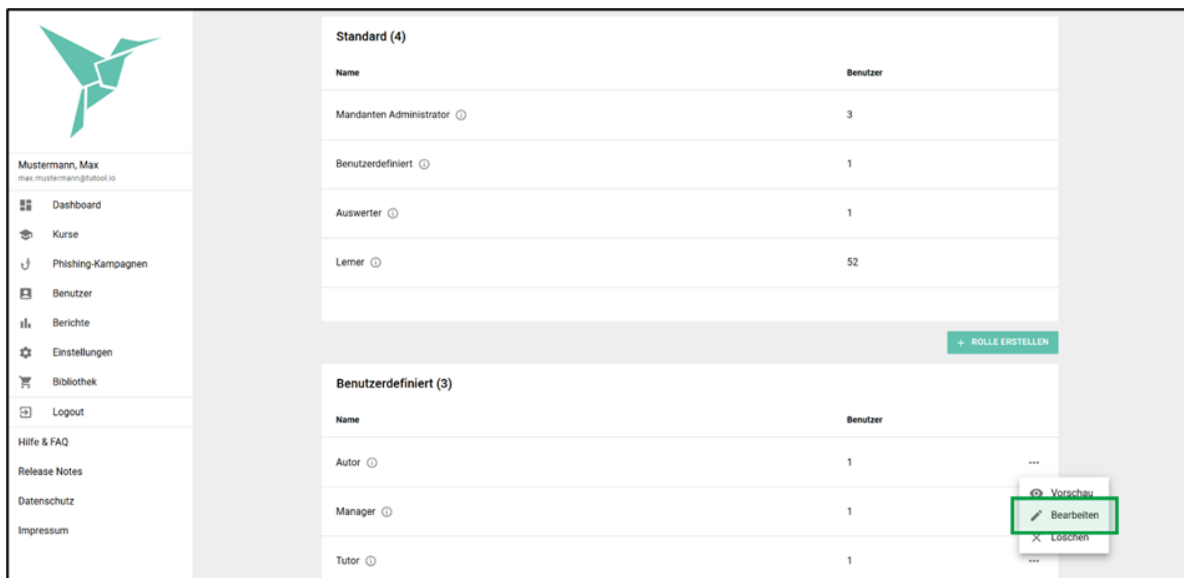 Mustermann, Max
max.mustermann@tutool.io
Dashboard
Kurse
Phishing-Kampagnen
Benutzer
Berichte
Einstellungen
Bibliothek
Logout
Hilfe & FAQ
Release Notes
Datenschutz
Impressum
Standard (4)
Name Benutzer
Mandanten Administrator 3
Benutzerdefiniert 1
Auswerter 1
Lerner 52
+ ROLLE ERSTELLEN
Benutzerdefiniert (3)
Name Benutzer
Autor 1 ...
Vorschau
Manager 1
Bearbeiten
Löschen
Tutor 1 ...